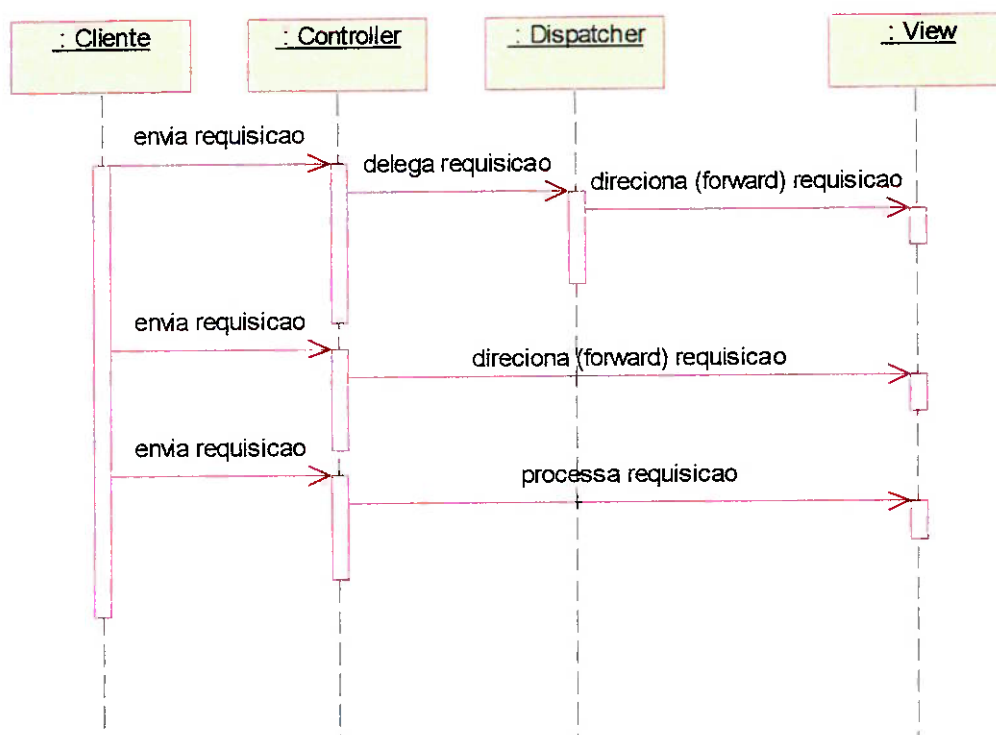 : Cliente
: Controller
: Dispatcher
: View
envia requisicao
delega requisicao
direciona (forward) requisicao
envia requisicao
direciona (forward) requisicao
envia requisicao
processa requisicao